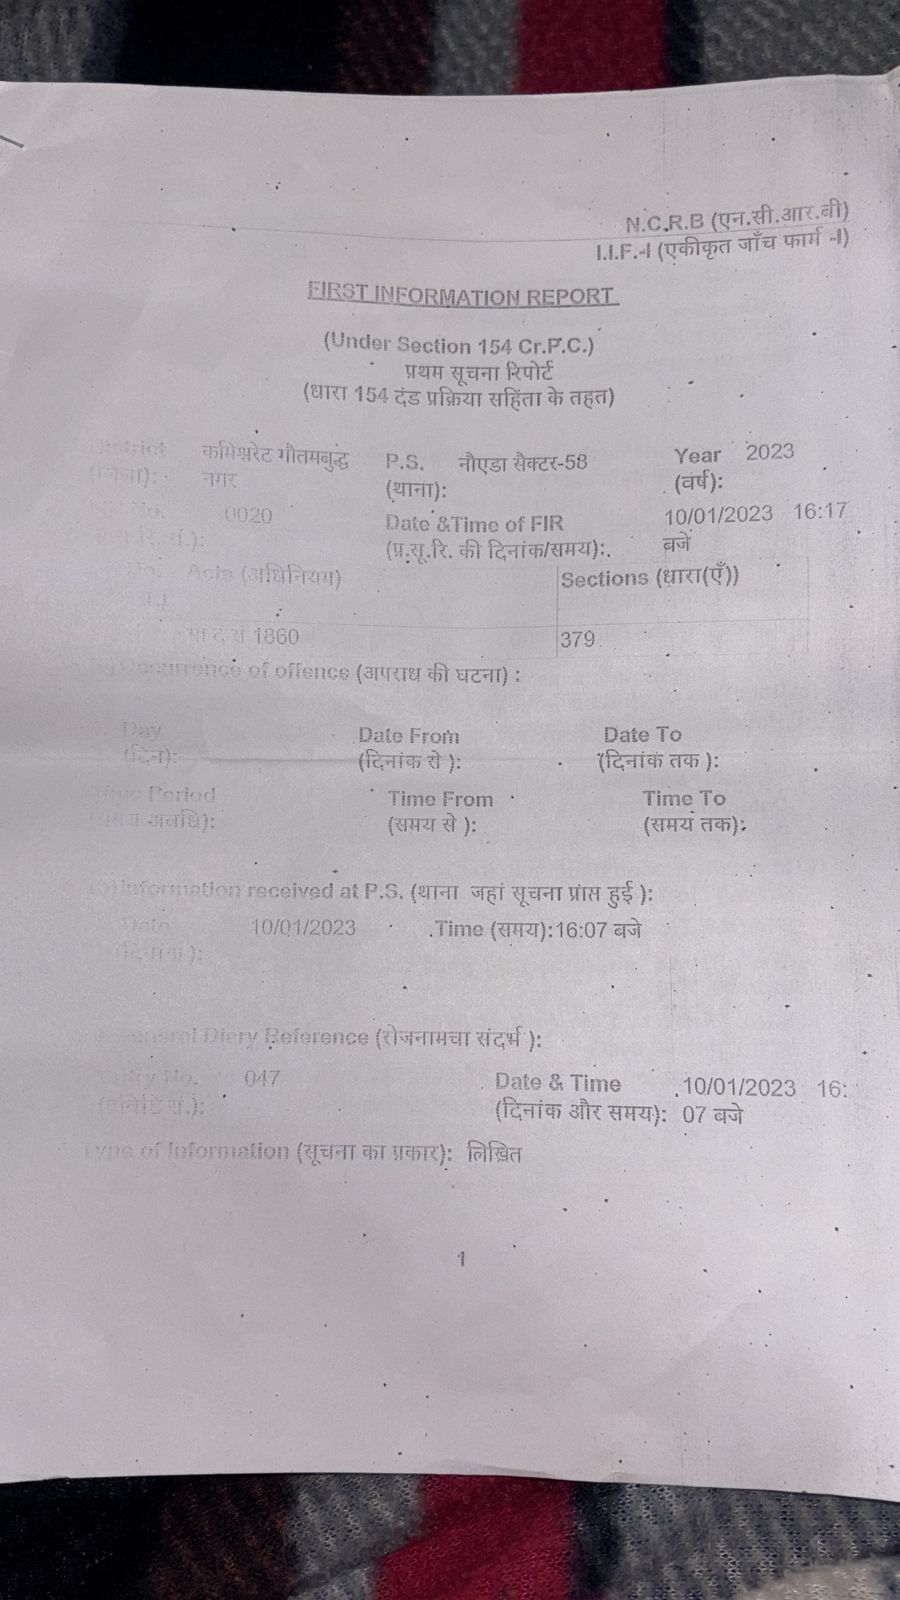 N.C.R.B (एन.सी.आर.बी)
I.I.F.-I (एकीकृत जाँच फार्म -I)
FIRST INFORMATION REPORT
(Under Section 154 Cr.P.C.)
प्रथम सूचना रिपोर्ट
(धारा 154 दंड प्रक्रिया सहिंता के तहत)
District कमिश्नरेट गौतमबुद्ध P.S. नौएडा सैक्टर-58 Year 2023
(जिला): नगर (थाना): (वर्ष):
No. 0020 Date &Time of FIR 10/01/2023 16:17
(प्र.सू.रि. की दिनांक/समय): बजे
Acts (अधिनियम) Sections (धारा(एँ))
1860 379
Occurrence of offence (अपराध की घटना) :
Day Date From Date To
(दिन): (दिनांक से ): (दिनांक तक ):
Time Period Time From Time To
(समय अवधि): (समय से ): (समय तक):
Information received at P.S. (थाना जहां सूचना प्राप्त हुई ):
Date 10/01/2023 Time (समय):16:07 बजे
(दिनांक ):
General Diary Reference (रोजनामचा संदर्भ ):
Entry No. 047 Date & Time 10/01/2023 16:
(दिनांक और समय): 07 बजे
Type of Information (सूचना का प्रकार): लिखित
1